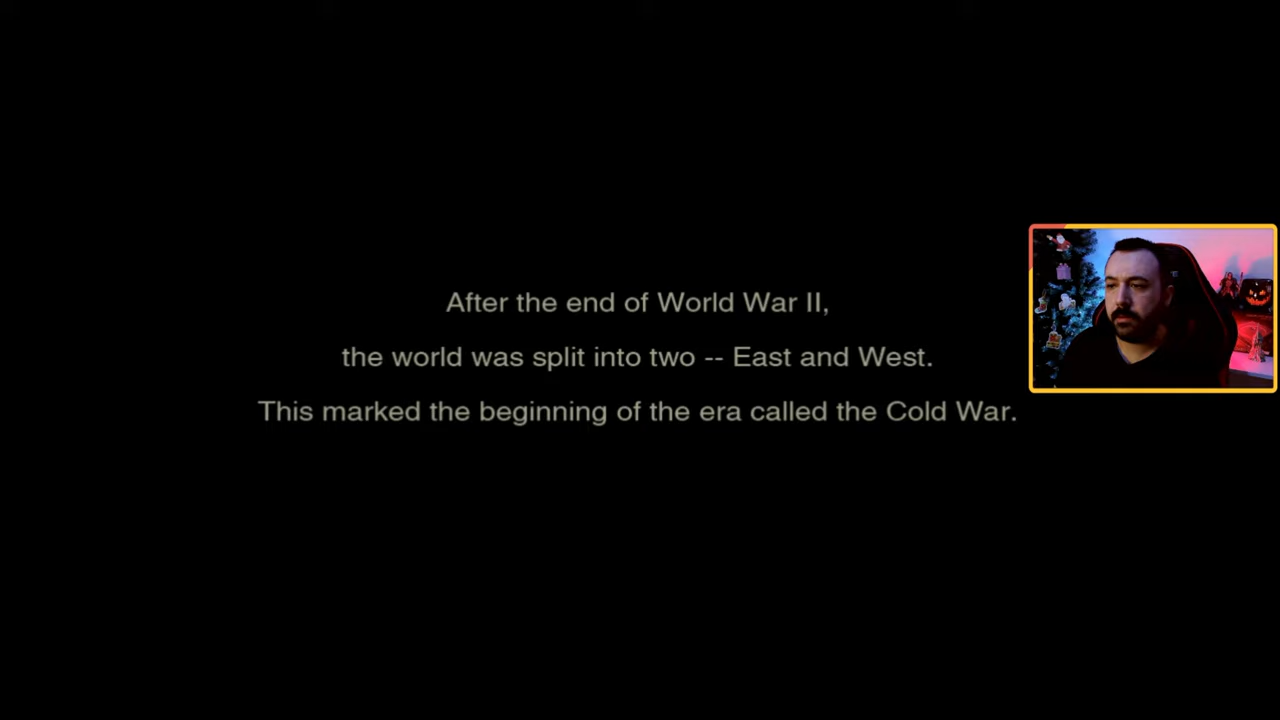 After the end of World War II,
the world was split into two -- East and West.
This marked the beginning of the era called the Cold War.